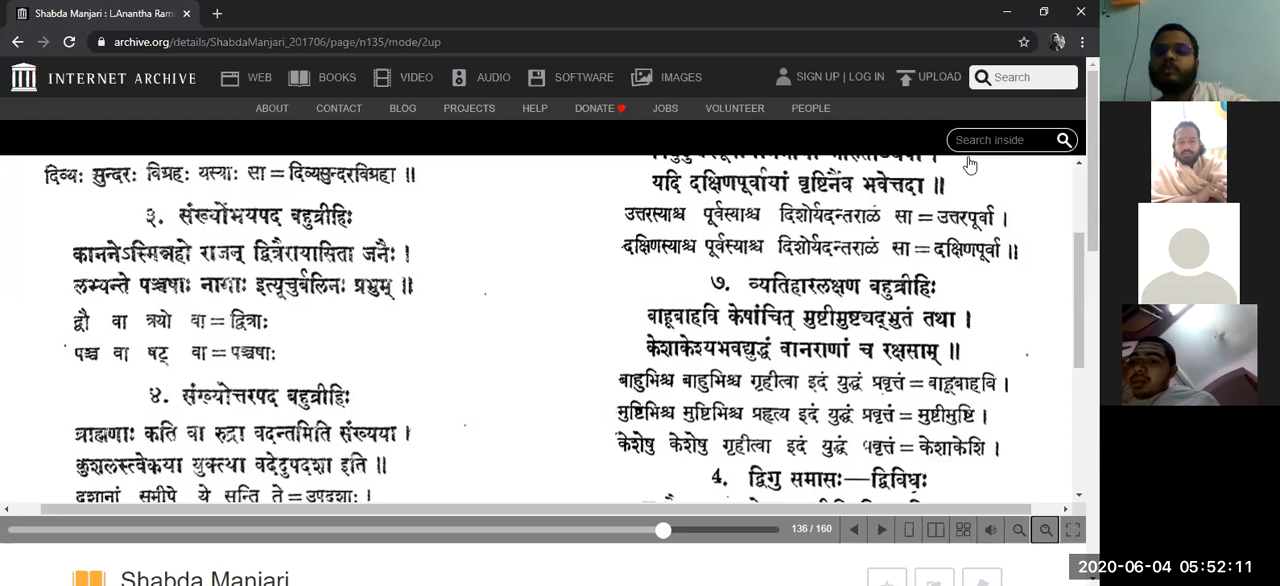 Shabda Manjari : L.Anantha Ram
archive.org/details/ShabdaManjari_201706/page/n135/mode/2up
INTERNET ARCHIVE
WEB BOOKS VIDEO AUDIO SOFTWARE IMAGES SIGN UP | LOG IN UPLOAD Search
ABOUT CONTACT BLOG PROJECTS HELP DONATE JOBS VOLUNTEER PEOPLE
Search inside
दिव्यः सुन्दरः विग्रहः यस्याः सा = दिव्यसुन्दरविग्रहा ॥
३. संख्योभयपद बहुव्रीहिः
काननेऽस्मिन्नहो राजन् द्वित्रैरायासिता जनैः ।
लभ्यन्ते पञ्चषाः नागाः इत्यूचुर्बलिनः प्रभुम् ॥
द्वौ वा त्रयो वा = द्वित्राः
पञ्च वा षट् वा = पञ्चषाः
४. संख्योत्तरपद बहुव्रीहिः
ब्राह्मणाः कति वा रुद्रा वदन्तमिति संख्यया ।
कुशलस्त्वेकया युक्त्या वदेदुपदशा इति ॥
दशानां समीपे ये सन्ति ते = उपदशाः ।
यदि दक्षिणपूर्वायां वृष्टिर्नैव भवेत्तदा ॥
उत्तरस्याश्च पूर्वस्याश्च दिशोर्यदन्तराळं सा = उत्तरपूर्वा ।
दक्षिणस्याश्च पूर्वस्याश्च दिशोर्यदन्तराळं सा = दक्षिणपूर्वा ॥
७. व्यतिहारलक्षण बहुव्रीहिः
बाहूबाहवि केषांचित् मुष्टीमुष्ट्यद्भुतं तथा ।
केशाकेश्यभवद्युद्धं वानराणां च रक्षसाम् ॥
बाहुभिश्च बाहुभिश्च गृहीत्वा इदं युद्धं प्रवृत्तं = बाहूबाहवि ।
मुष्टिभिश्च मुष्टिभिश्च प्रहृत्य इदं युद्धं प्रवृत्तं = मुष्टीमुष्टि ।
केशेषु केशेषु गृहीत्वा इदं युद्धं प्रवृत्तं = केशाकेशि ।
4. द्विगु समासः—द्विविधः
136 / 160
Shabda Manjari
2020-06-04 05:52:11